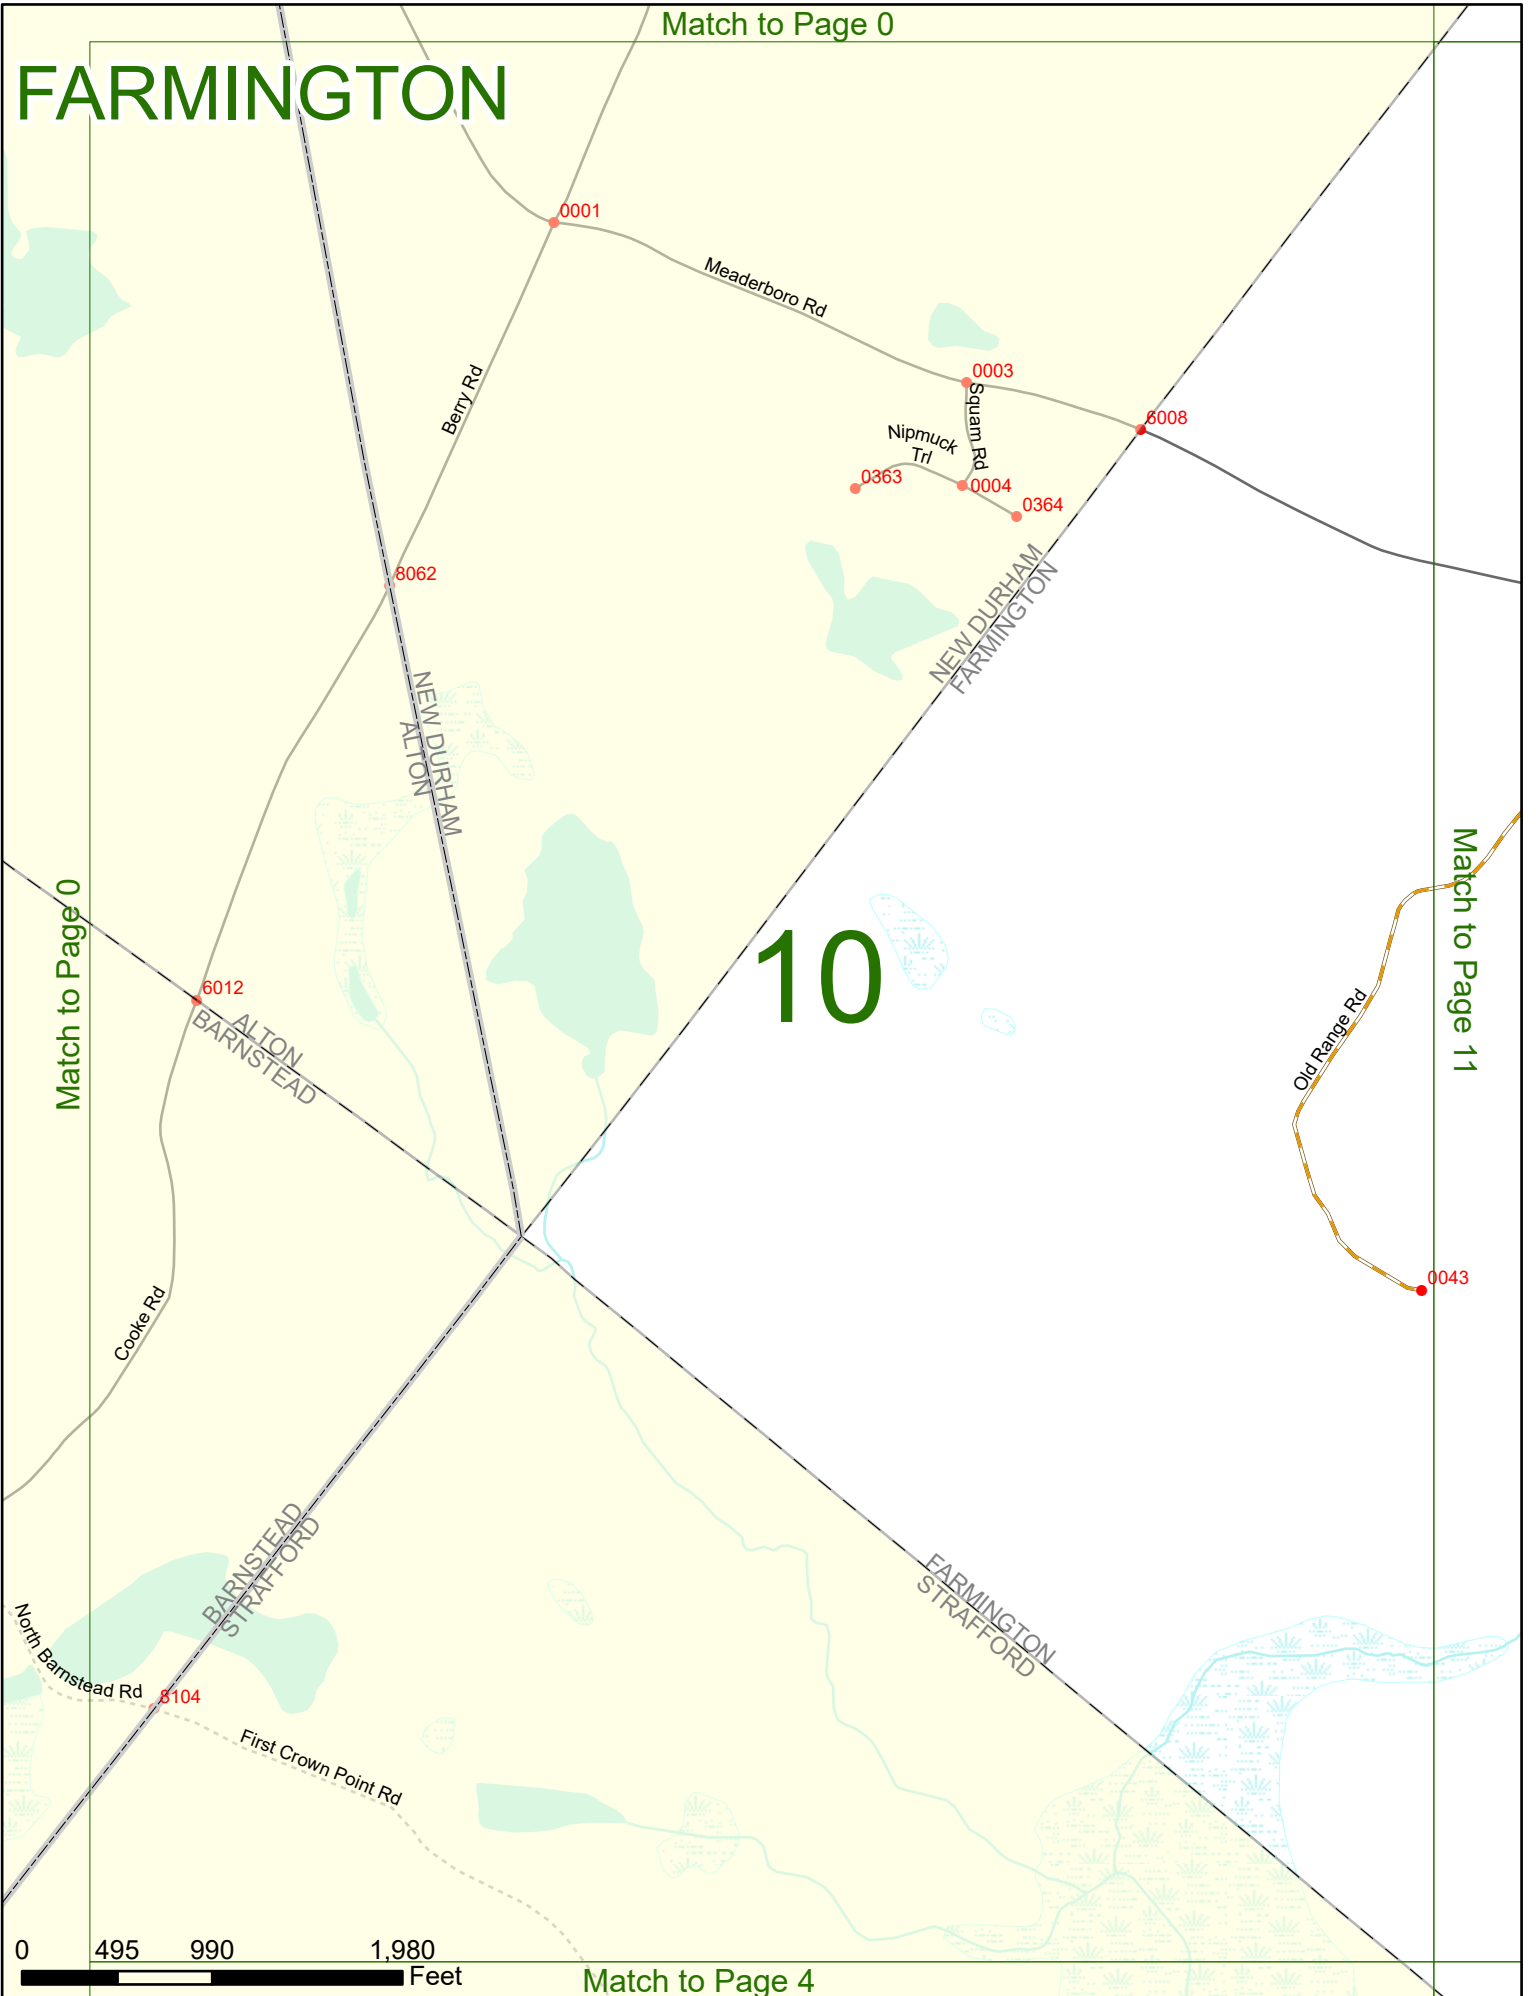 Match to Page 0
FARMINGTON
0001
Meaderboro Rd
0003
Squam Rd
6008
Berry Rd
Nipmuck
Trl
0363
0004
0364
8062
NEW DURHAM
FARMINGTON
NEW DURHAM
ALTON
Match to Page 0
10
Match to Page 11
6012
ALTON
BARNSTEAD
Old Range Rd
0043
Cooke Rd
BARNSTEAD
STRAFFORD
FARMINGTON
STRAFFORD
North Barnstead Rd
8104
First Crown Point Rd
0 495 990 1,980
Feet
Match to Page 4